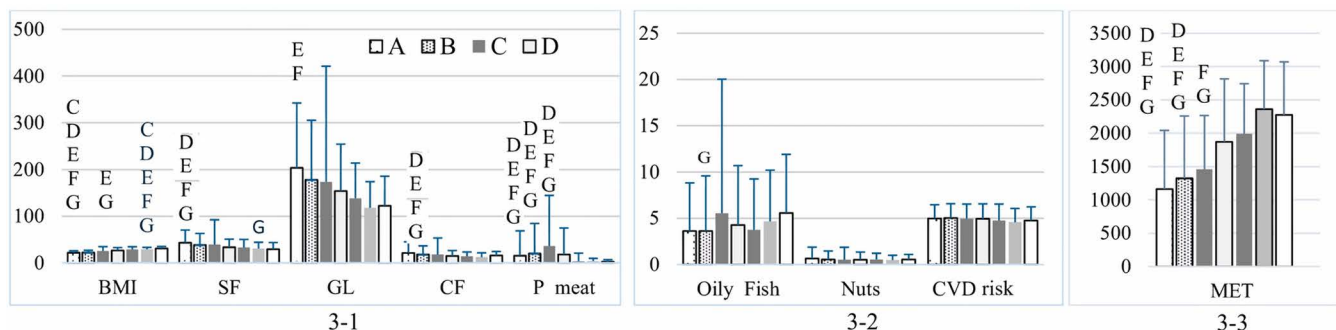 500
400
300
200
100
0
A B C D
E
F
C
D
E
F
G
E
G
C
D
E
F
G
D
E
F
G
G
D
E
F
G
D
E
F
G
D
E
F
G
D
E
F
G
BMI SF GL CF P meat
3-1
25
20
15
10
5
0
G
Oily Fish Nuts CVD risk
3-2
3500
3000
2500
2000
1500
1000
500
0
D
E
F
G
D
E
F
G
F
G
MET
3-3